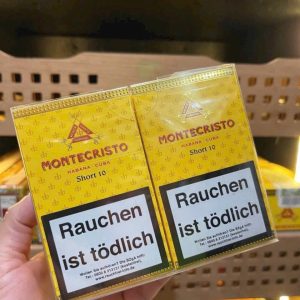 MONTECRISTO
HABANA · CUBA
Short 10
Rauchen
ist tödlich
MONTECRISTO
HABANA · CUBA
Short 10
Rauchen
ist tödlich